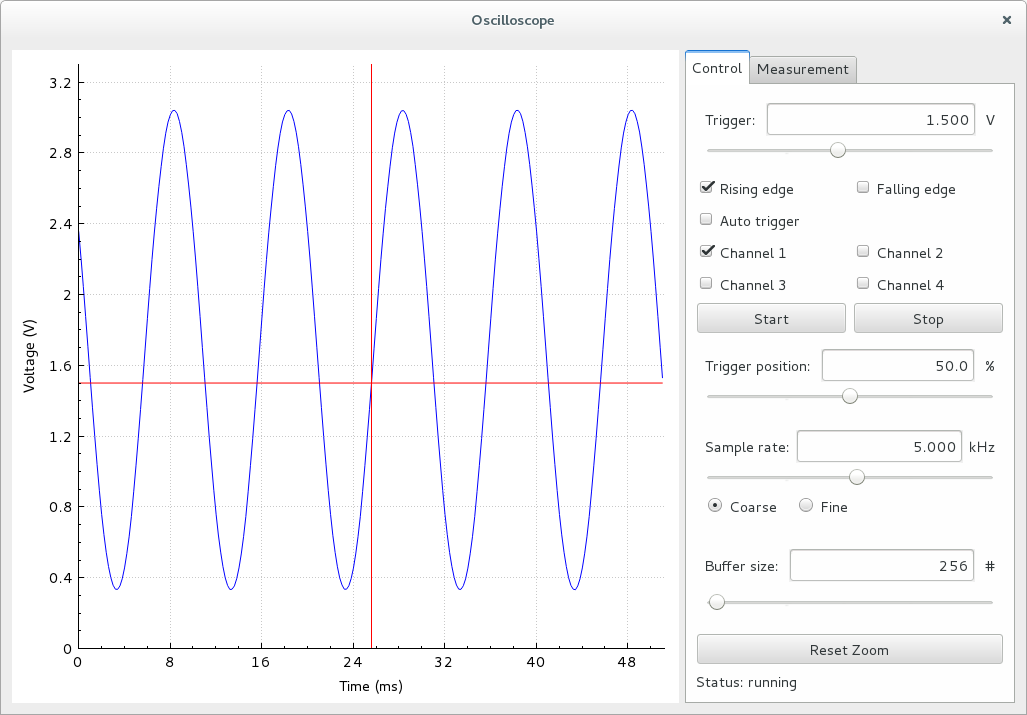 Oscilloscope
Control Measurement
3.2
2.8
2.4
2
1.6
1.2
0.8
0.4
0
Voltage (V)
0 8 16 24 32 40 48
Time (ms)
Trigger: 1.500 V
Rising edge Falling edge
Auto trigger
Channel 1 Channel 2
Channel 3 Channel 4
Start Stop
Trigger position: 50.0 %
Sample rate: 5.000 kHz
Coarse Fine
Buffer size: 256 #
Reset Zoom
Status: running